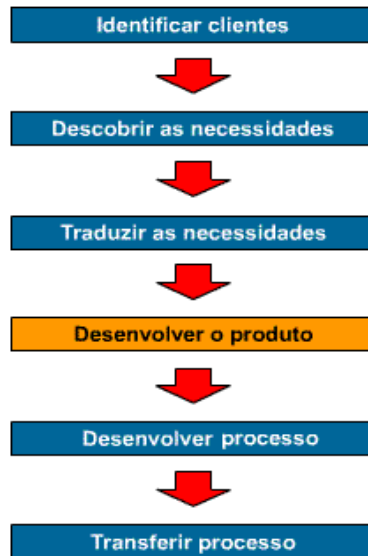 Identificar clientes
Descobrir as necessidades
Traduzir as necessidades
Desenvolver o produto
Desenvolver processo
Transferir processo